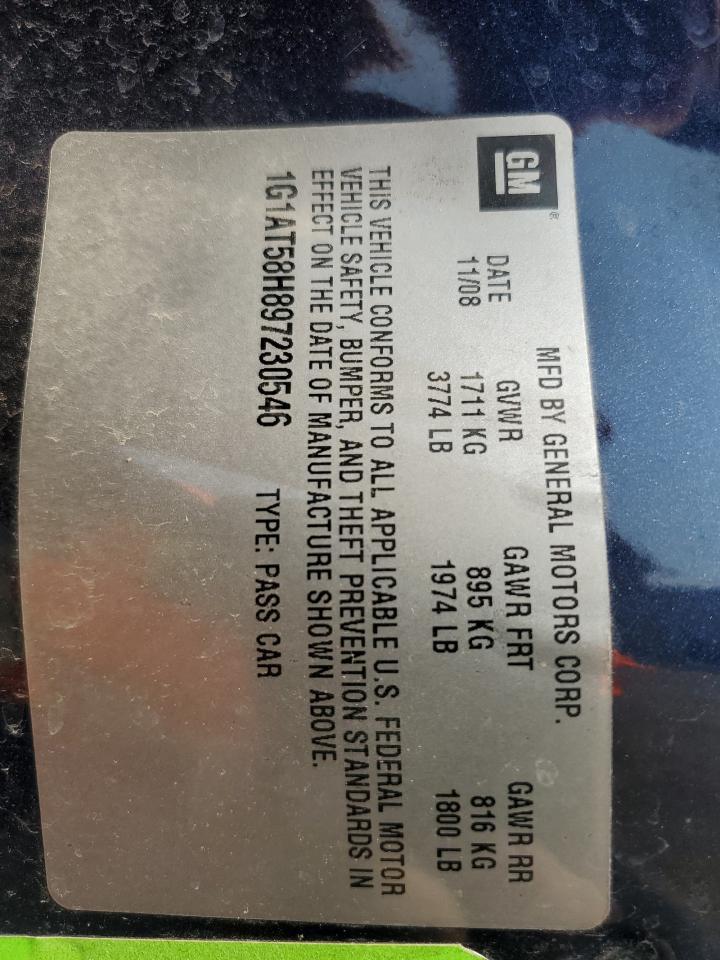 GM®
MFD BY GENERAL MOTORS CORP.
DATE GVWR GAWR FRT GAWR RR
11/08 1711 KG 895 KG 816 KG
3774 LB 1974 LB 1800 LB
THIS VEHICLE CONFORMS TO ALL APPLICABLE U.S. FEDERAL MOTOR
VEHICLE SAFETY, BUMPER, AND THEFT PREVENTION STANDARDS IN
EFFECT ON THE DATE OF MANUFACTURE SHOWN ABOVE.
1G1AT58H897230546 TYPE: PASS CAR